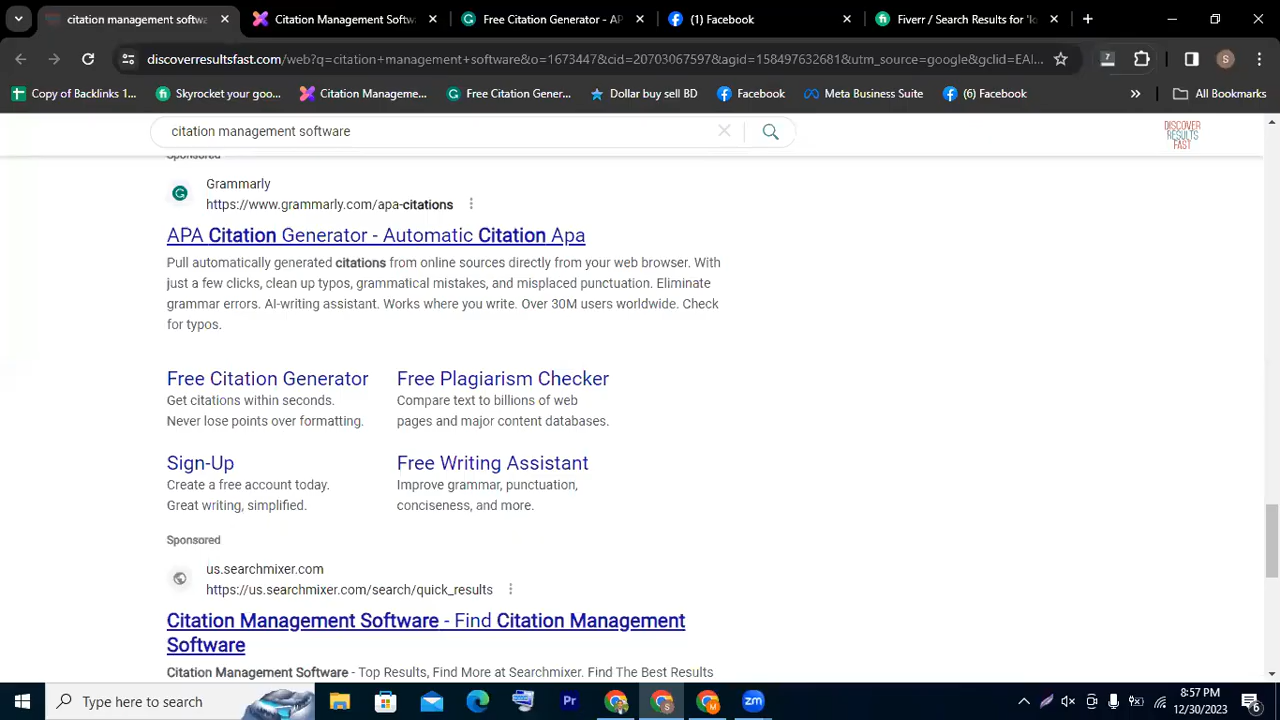 citation management softwa
Citation Management Softw
Free Citation Generator - AP
(1) Facebook
Fiverr / Search Results for 'lo
discoverresultsfast.com/web?q=citation+management+software&o=1673447&cid=20703067597&agid=158497632681&utm_source=google&gclid=EAI...
Copy of Backlinks 1...
Skyrocket your goo...
Citation Manageme...
Free Citation Gener...
Dollar buy sell BD
Facebook
Meta Business Suite
(6) Facebook
All Bookmarks
citation management software
DISCOVER
RESULTS
FAST
Sponsored
Grammarly
https://www.grammarly.com/apa-citations
APA Citation Generator - Automatic Citation Apa
Pull automatically generated citations from online sources directly from your web browser. With
just a few clicks, clean up typos, grammatical mistakes, and misplaced punctuation. Eliminate
grammar errors. AI-writing assistant. Works where you write. Over 30M users worldwide. Check
for typos.
Free Citation Generator
Get citations within seconds.
Never lose points over formatting.
Free Plagiarism Checker
Compare text to billions of web
pages and major content databases.
Sign-Up
Create a free account today.
Great writing, simplified.
Free Writing Assistant
Improve grammar, punctuation,
conciseness, and more.
Sponsored
us.searchmixer.com
https://us.searchmixer.com/search/quick_results
Citation Management Software - Find Citation Management
Software
Citation Management Software - Top Results, Find More at Searchmixer. Find The Best Results
Type here to search
8:57 PM
12/30/2023